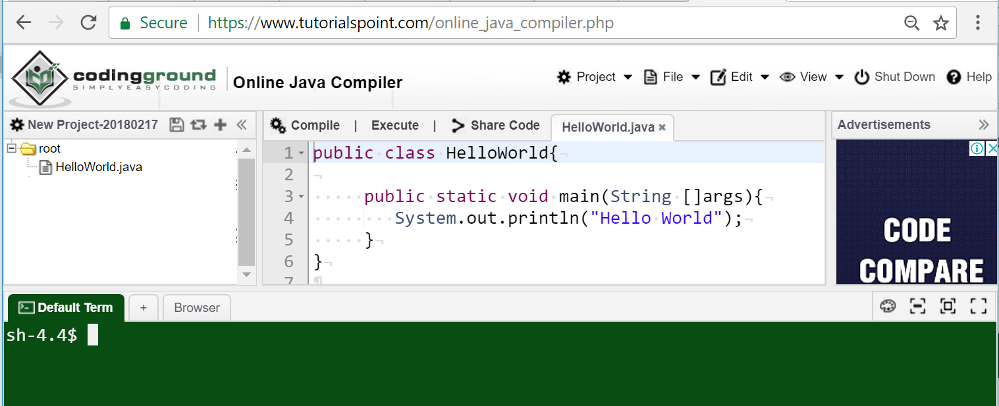 Secure https://www.tutorialspoint.com/online_java_compiler.php
codingground
SIMPLYEASYCODING
Online Java Compiler
Project File Edit View Shut Down Help
New Project-20180217
Compile | Execute | Share Code HelloWorld.java
Advertisements
root
HelloWorld.java
1 public class HelloWorld{
2
3 public static void main(String []args){
4 System.out.println("Hello World");
5 }
6 }
7
CODE
COMPARE
Default Term + Browser
sh-4.4$